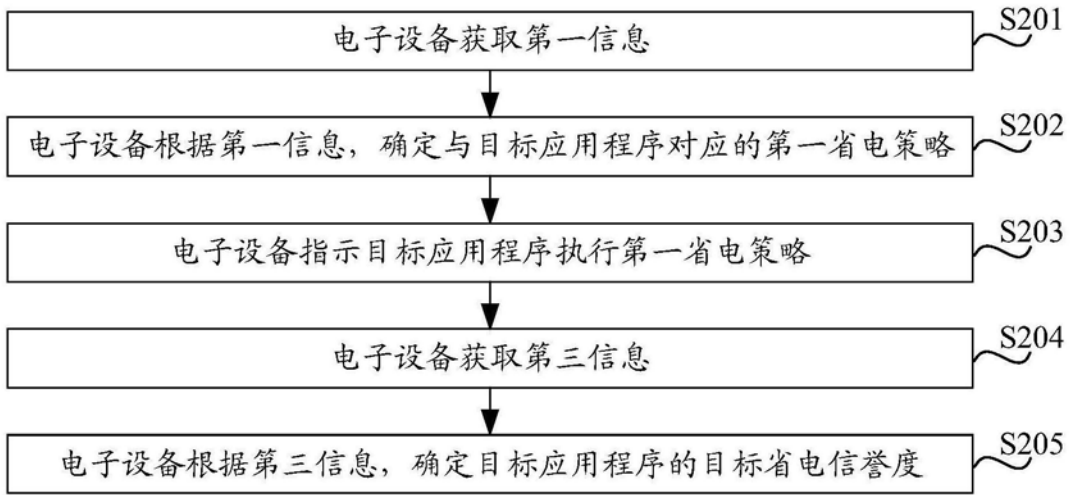 电子设备获取第一信息
S201
电子设备根据第一信息，确定与目标应用程序对应的第一省电策略
S202
电子设备指示目标应用程序执行第一省电策略
S203
电子设备获取第三信息
S204
电子设备根据第三信息，确定目标应用程序的目标省电信誉度
S205